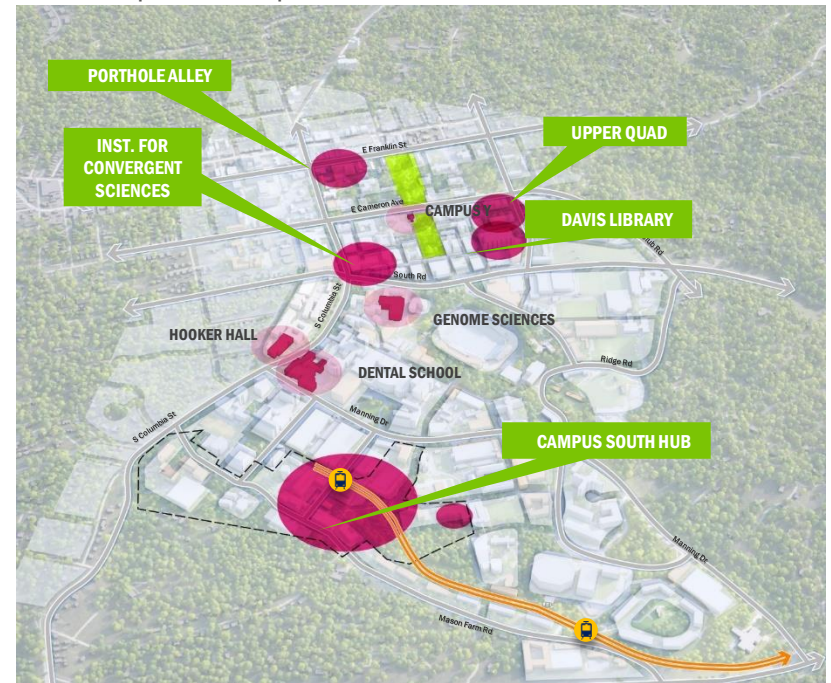 PORTHOLE ALLEY
INST. FOR
CONVERGENT
SCIENCES
UPPER QUAD
E Franklin St
E Cameron Ave
CAMPUS Y
DAVIS LIBRARY
Rd
South Rd
S Columbia St
GENOME SCIENCES
HOOKER HALL
DENTAL SCHOOL
Ridge Rd
Manning Dr
S Columbia St
CAMPUS SOUTH HUB
Manning Dr
Mason Farm Rd